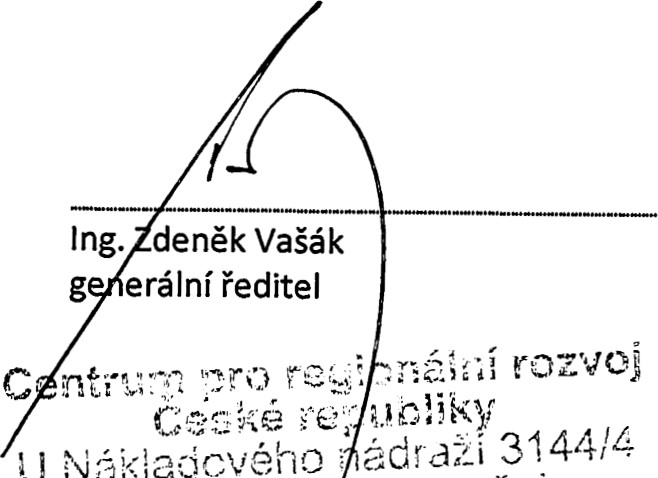 Ing. Zdeněk Vašák
generální ředitel
Centrum pro regionální rozvoj
České republiky
U Nákladového nádraží 3144/4